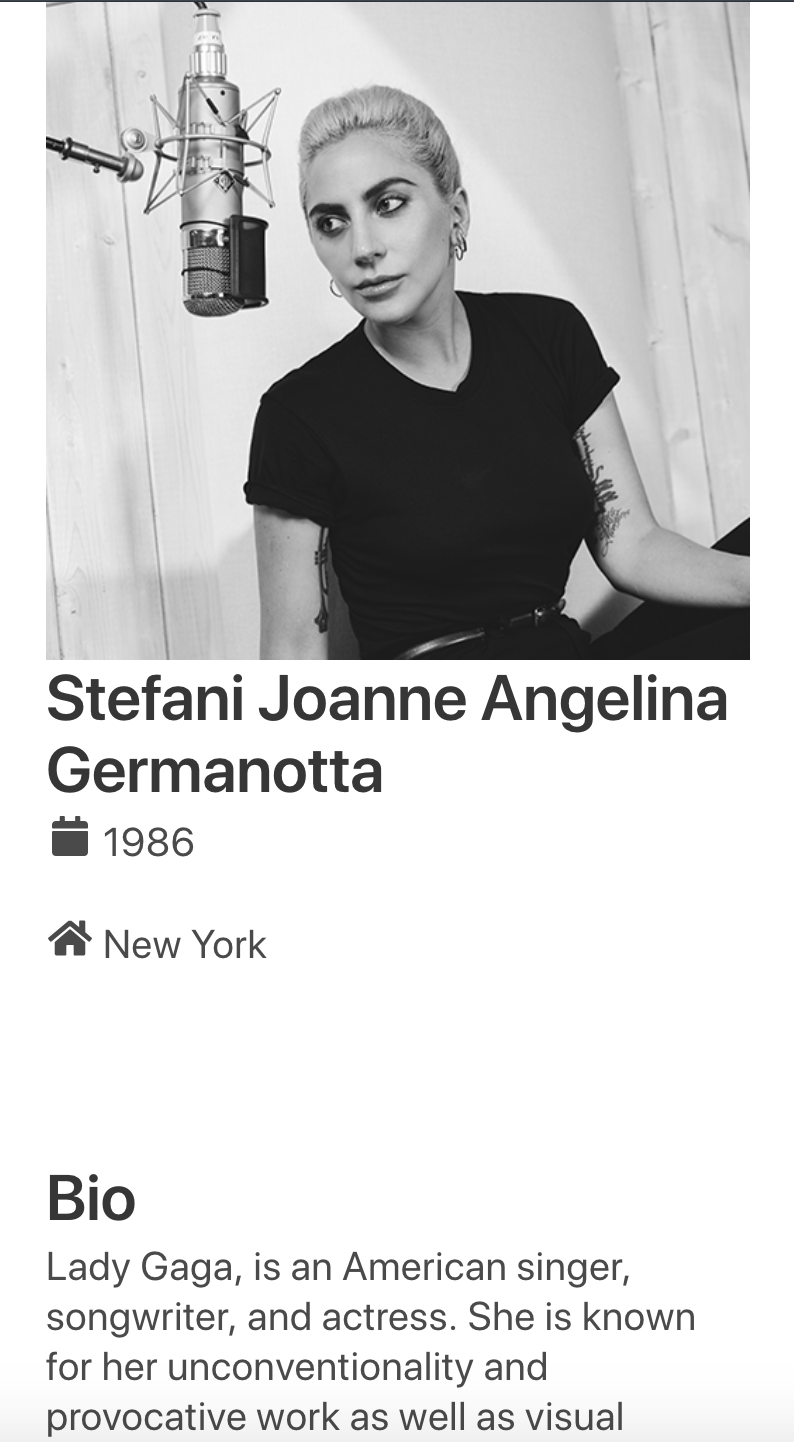 Stefani Joanne Angelina
Germanotta
1986
New York
Bio
Lady Gaga, is an American singer,
songwriter, and actress. She is known
for her unconventionality and
provocative work as well as visual